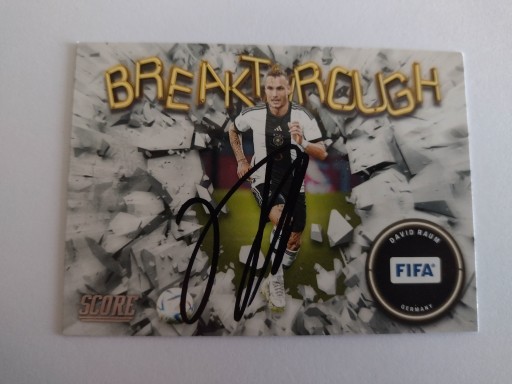 BREAKTHROUGH
DAVID RAUM
FIFA®
GERMANY
SCORE